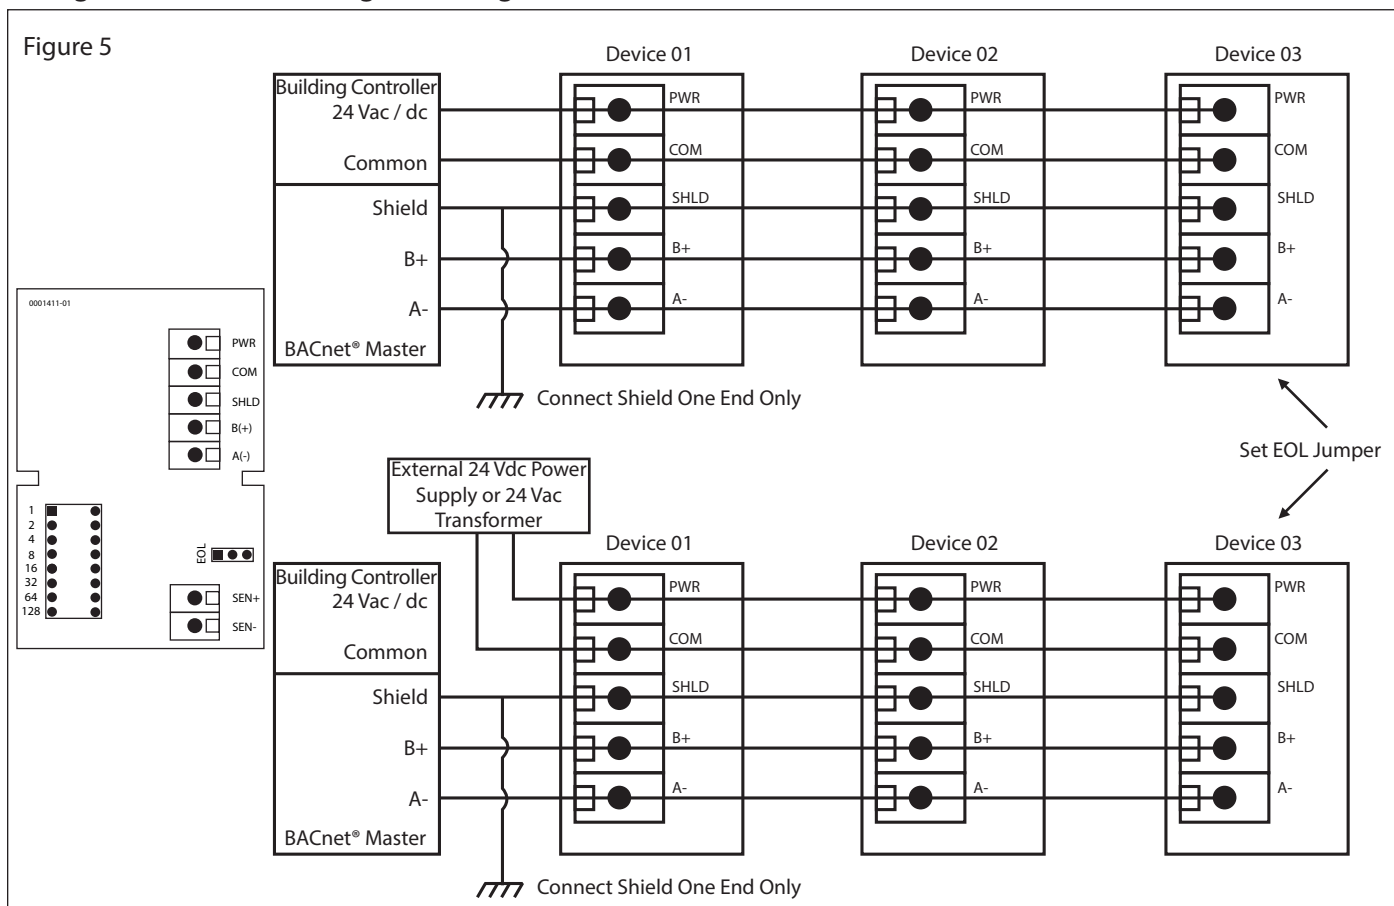 Figure 5
Device 01
Device 02
Device 03
Building Controller
24 Vac / dc
Common
Shield
B+
A-
BACnet® Master
PWR
COM
SHLD
B+
A-
PWR
COM
SHLD
B+
A-
PWR
COM
SHLD
B+
A-
Connect Shield One End Only
Set EOL Jumper
0001411-01
PWR
COM
SHLD
B(+)
A(-)
1
2
4
8
16
32
64
128
EOL
SEN+
SEN-
External 24 Vdc Power
Supply or 24 Vac
Transformer
Device 01
Device 02
Device 03
Building Controller
24 Vac / dc
Common
Shield
B+
A-
BACnet® Master
PWR
COM
SHLD
B+
A-
PWR
COM
SHLD
B+
A-
PWR
COM
SHLD
B+
A-
Connect Shield One End Only